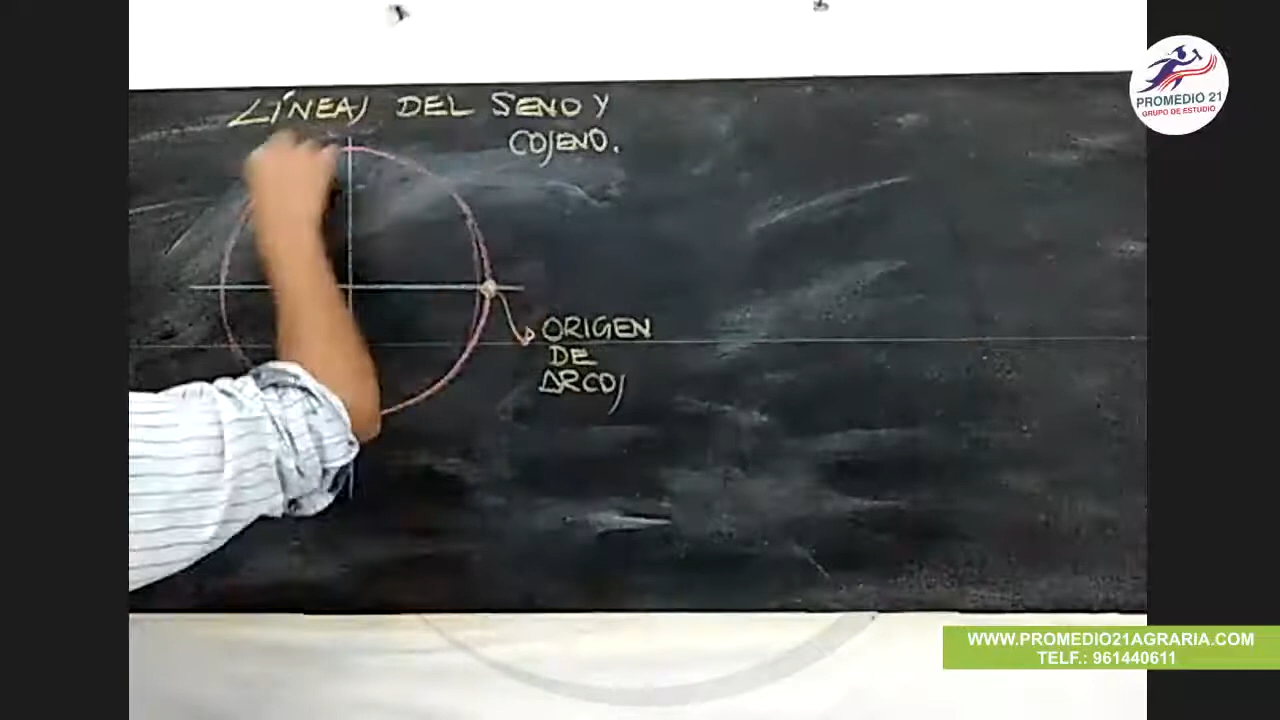 LÍNEAS DEL SENO Y
COSENO.
ORIGEN
DE
ARCOS
PROMEDIO 21
GRUPO DE ESTUDIO
WWW.PROMEDIO21AGRARIA.COM
TELF.: 961440611